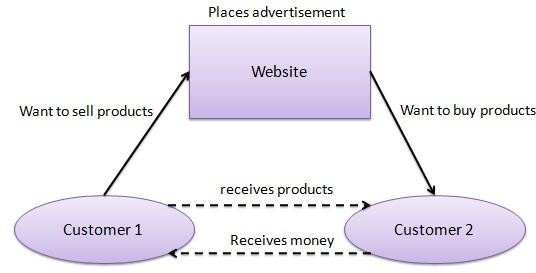 Places advertisement
Website
Want to sell products
Want to buy products
receives products
Customer 1
Customer 2
Receives money